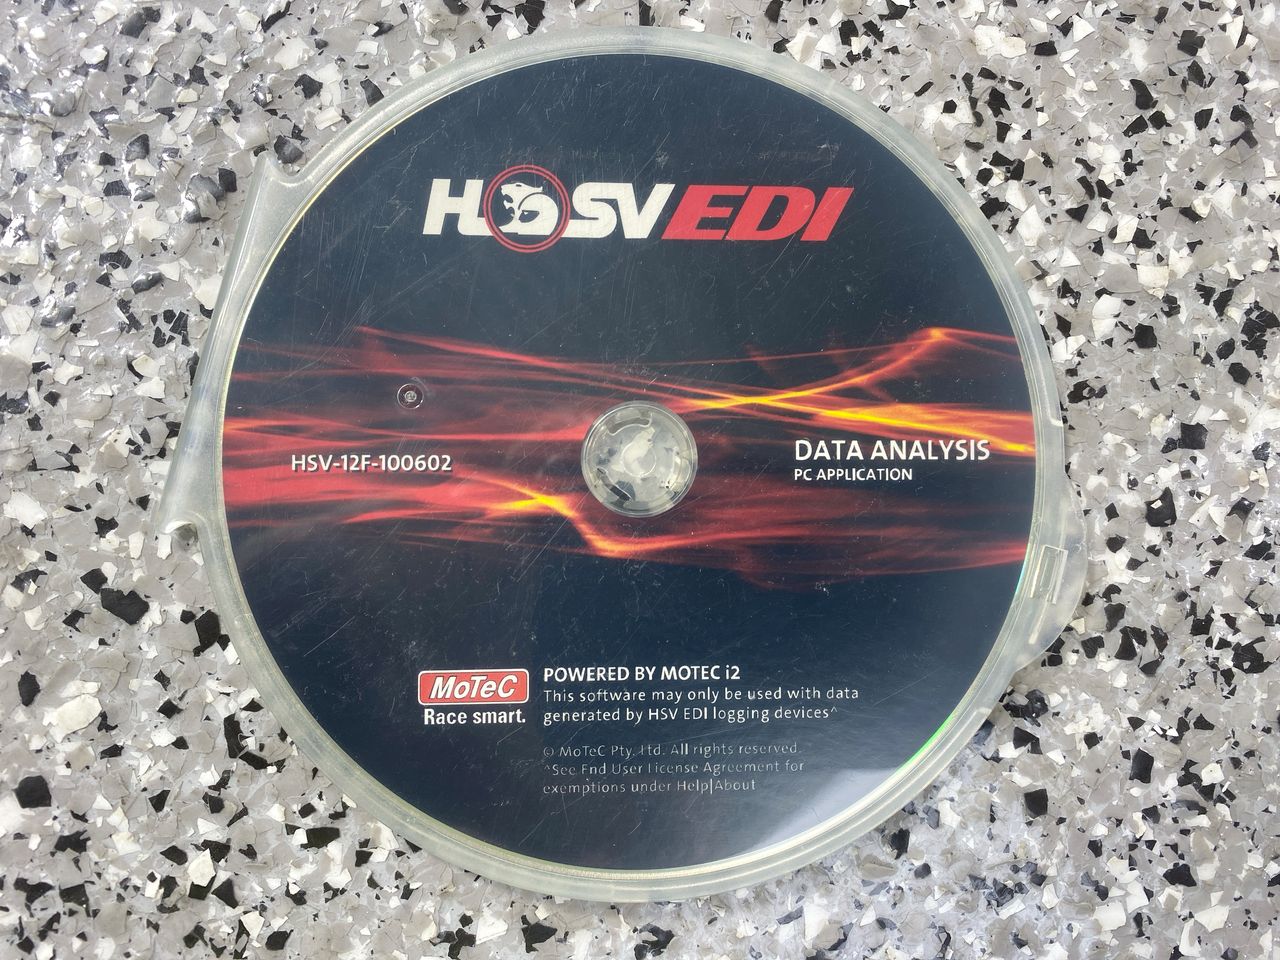 HSV EDI
HSV-12F-100602
DATA ANALYSIS
PC APPLICATION
MoTeC
Race smart.
POWERED BY MOTEC i2
This software may only be used with data
generated by HSV EDI logging devices^
© MoTeC Pty. Ltd. All rights reserved.
^See End User License Agreement for
exemptions under Help|About